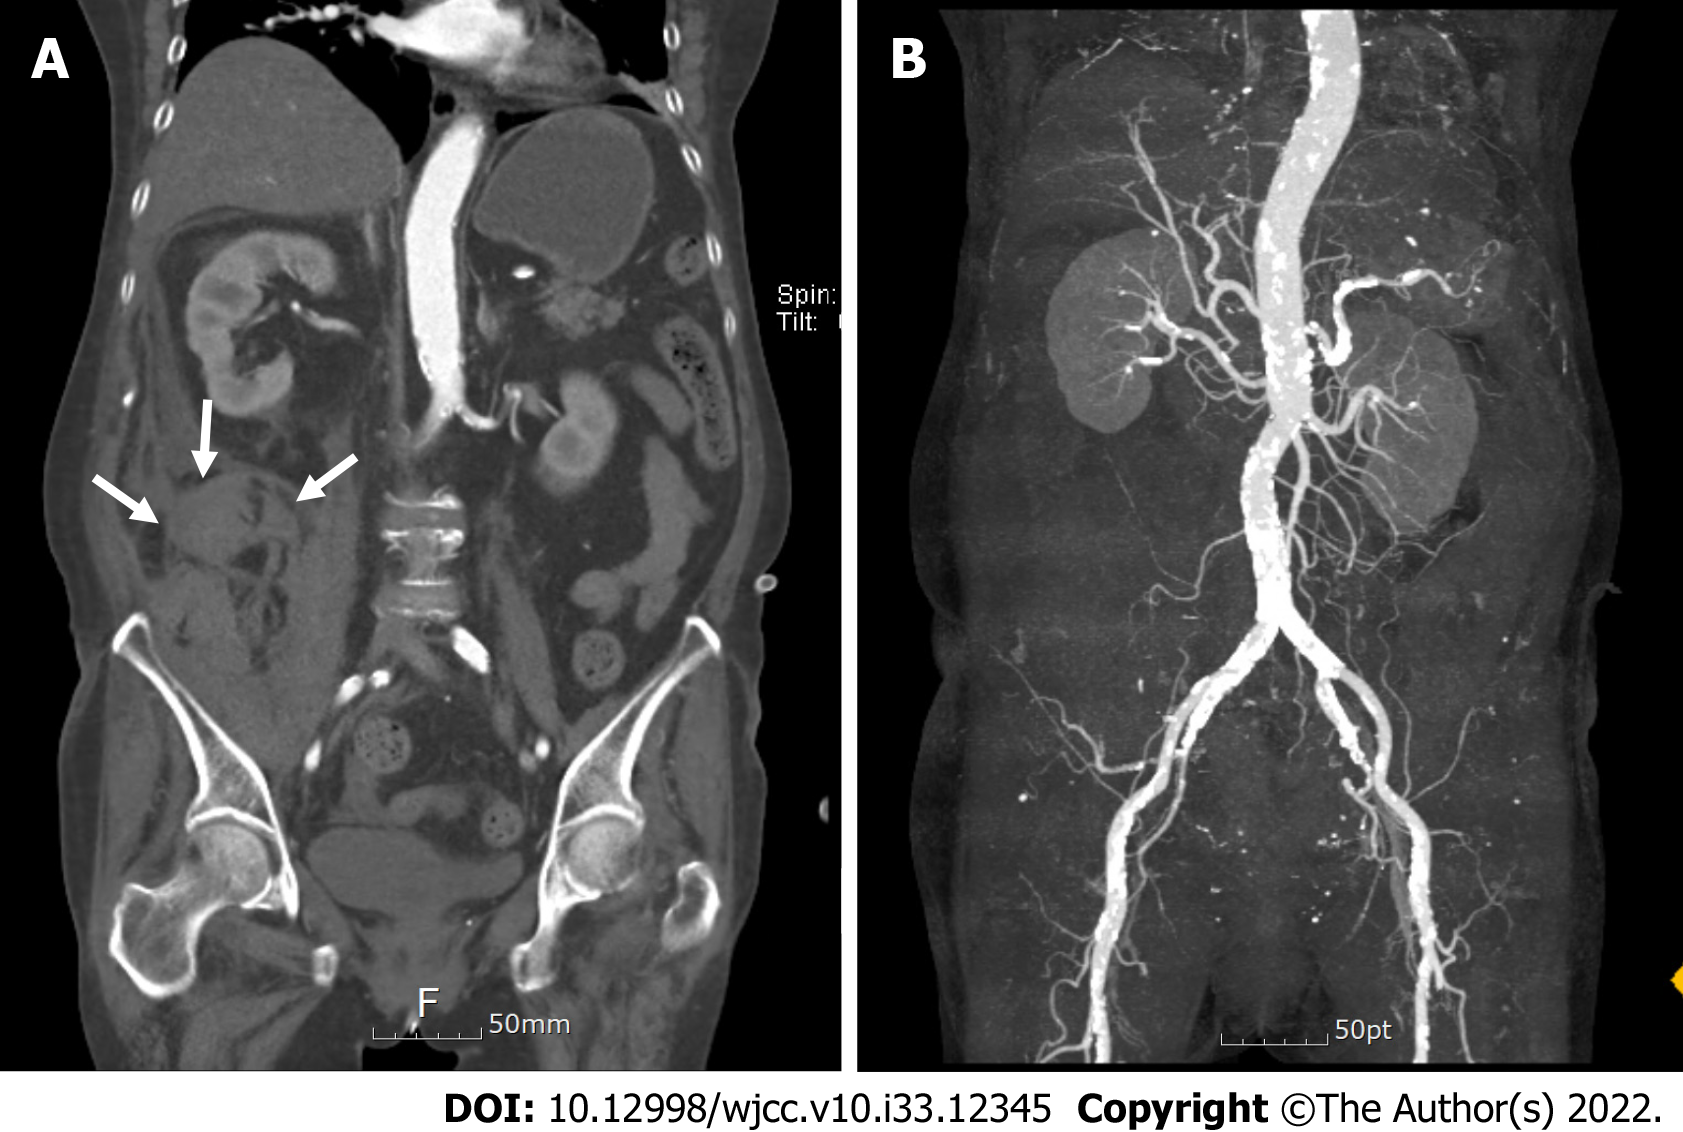 A
B
Spin:
Tilt:
F
50mm
50pt
DOI: 10.12998/wjcc.v10.i33.12345 Copyright ©The Author(s) 2022.